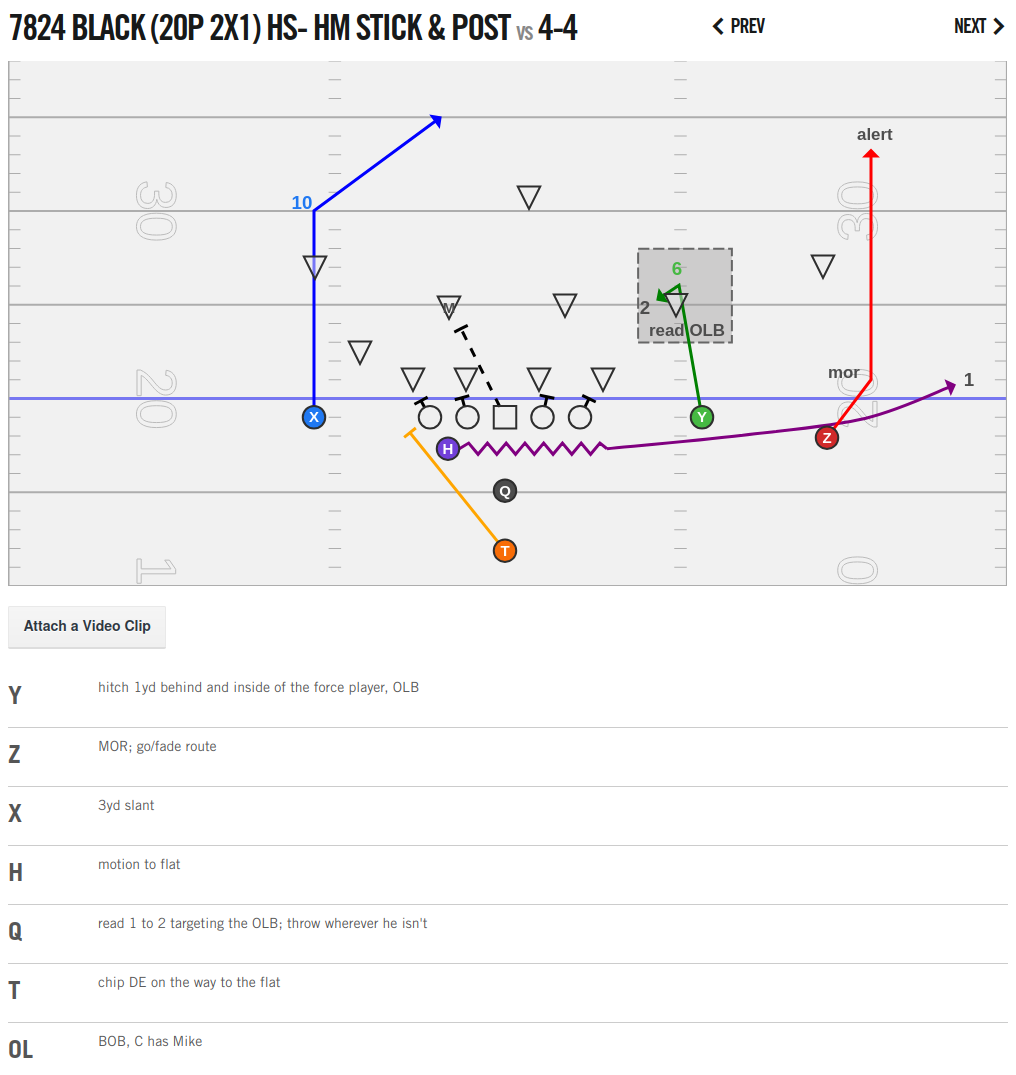 7824 BLACK (20P 2X1) HS- HM STICK & POST VS 4-4
PREV
NEXT
alert
30
30
10
6
M
2
read OLB
mor
1
20
20
X
Y
Z
H
Q
T
1
0
Attach a Video Clip
Y hitch 1yd behind and inside of the force player, OLB
Z MOR; go/fade route
X 3yd slant
H motion to flat
Q read 1 to 2 targeting the OLB; throw wherever he isn't
T chip DE on the way to the flat
OL BOB, C has Mike